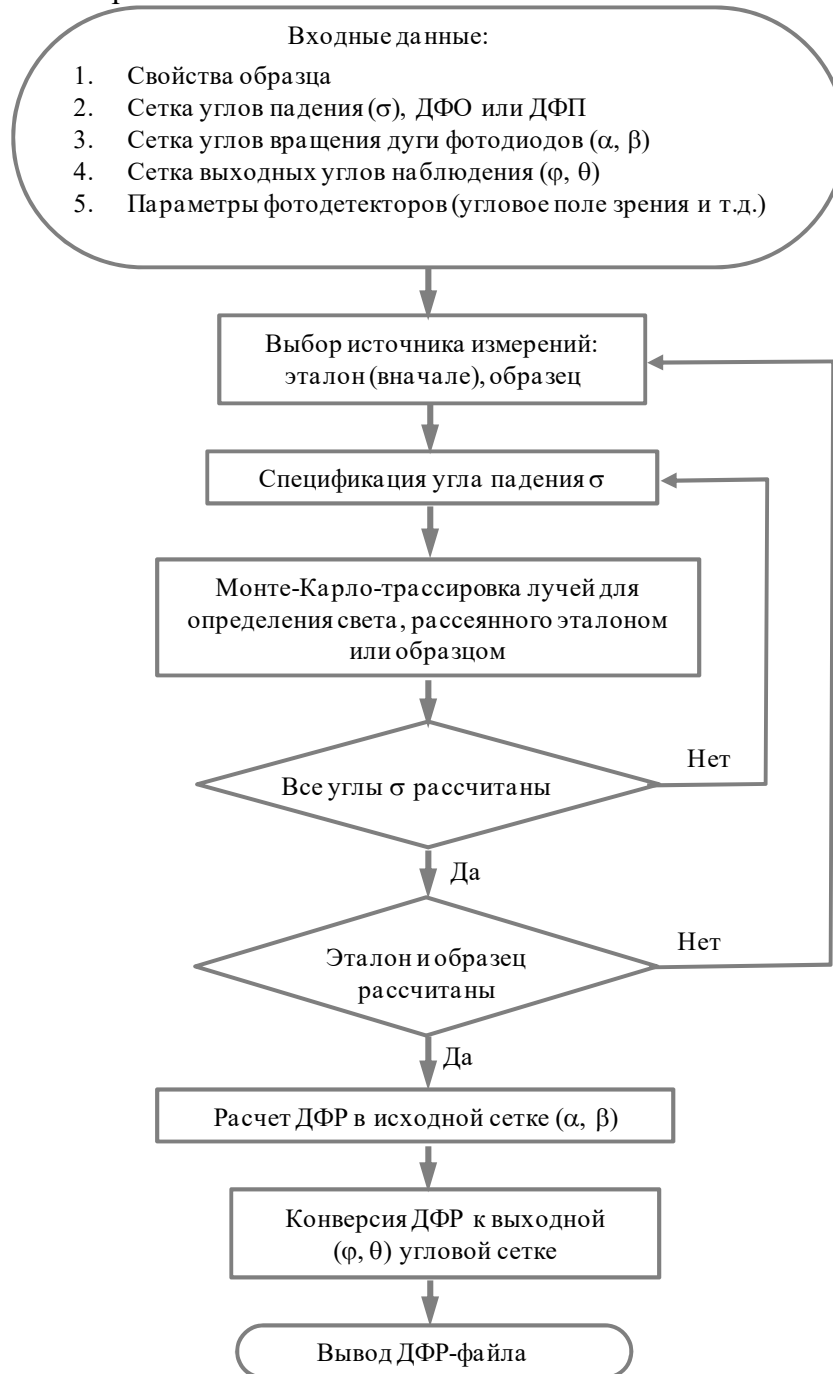 Входные данные:
1. Свойства образца
2. Сетка углов падения (σ), ДФО или ДФП
3. Сетка углов вращения дуги фотодиодов (α, β)
4. Сетка выходных углов наблюдения (φ, θ)
5. Параметры фотодетекторов (угловое поле зрения и т.д.)
Выбор источника измерений:
эталон (вначале), образец
Спецификация угла падения σ
Монте-Карло-трассировка лучей для
определения света, рассеянного эталоном
или образцом
Все углы σ рассчитаны
Нет
Да
Эталон и образец
рассчитаны
Нет
Да
Расчет ДФР в исходной сетке (α, β)
Конверсия ДФР к выходной
(φ, θ) угловой сетке
Вывод ДФР-файла